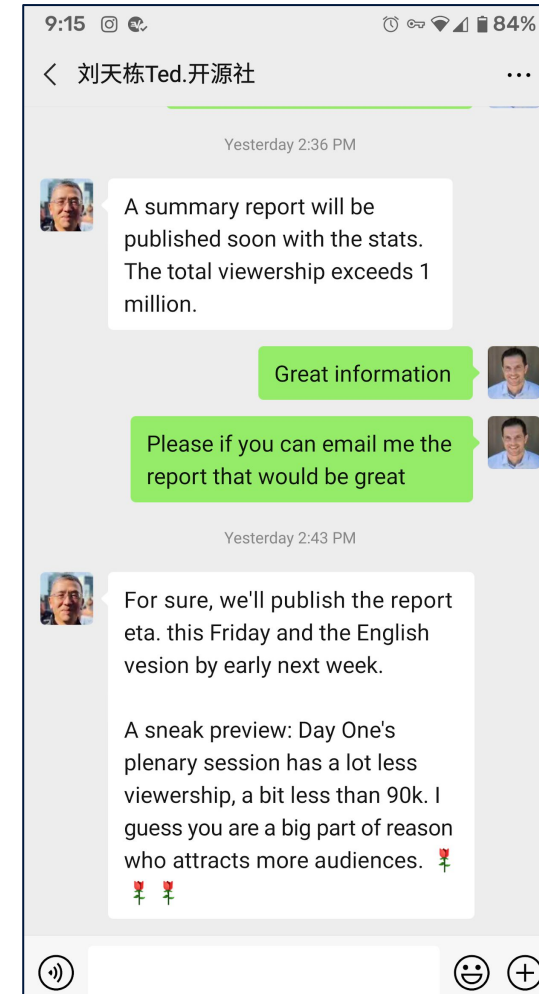 9:15
84%
刘天栋Ted.开源社
Yesterday 2:36 PM
A summary report will be
published soon with the stats.
The total viewership exceeds 1
million.
Great information
Please if you can email me the
report that would be great
Yesterday 2:43 PM
For sure, we'll publish the report
eta. this Friday and the English
vesion by early next week.
A sneak preview: Day One's
plenary session has a lot less
viewership, a bit less than 90k. I
guess you are a big part of reason
who attracts more audiences. 🌹
🌹 🌹